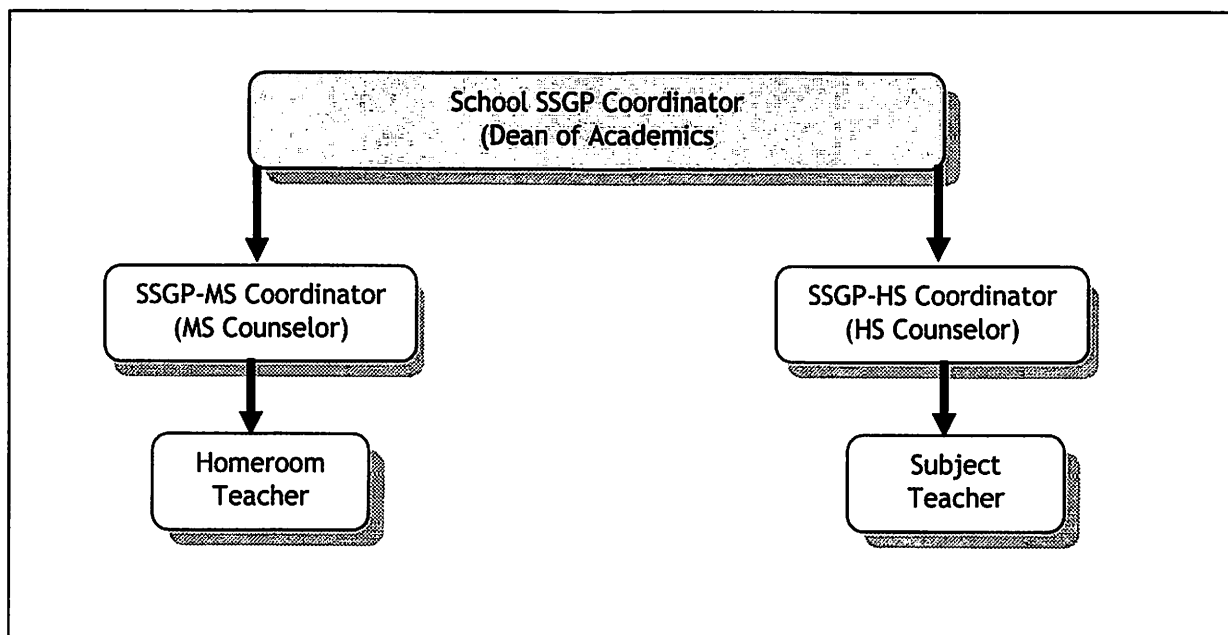 School SSGP Coordinator
(Dean of Academics
SSGP-MS Coordinator
(MS Counselor)
SSGP-HS Coordinator
(HS Counselor)
Homeroom
Teacher
Subject
Teacher